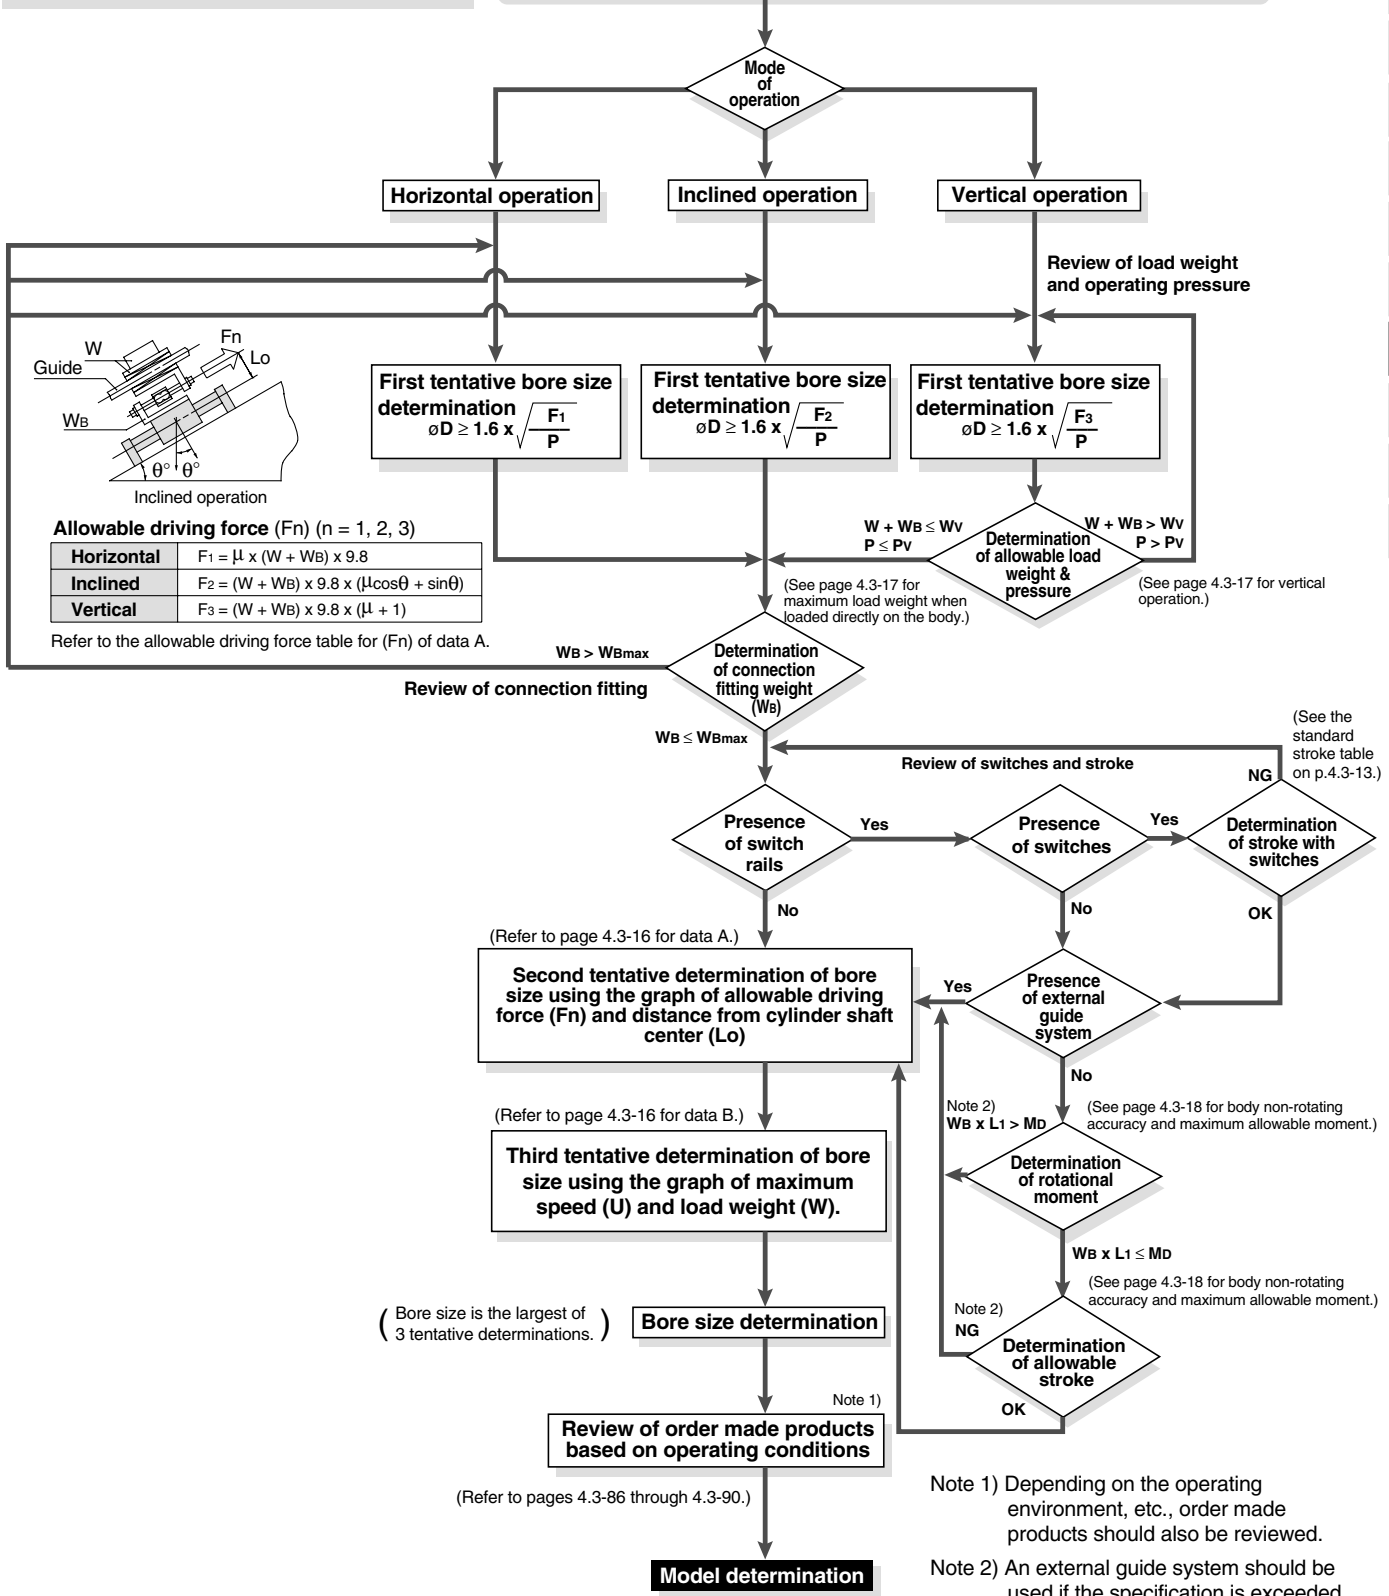 Mode
of
operation
Horizontal operation
Inclined operation
Vertical operation
Review of load weight
and operating pressure
W
Guide
WB
Fn
Lo
θ° θ°
Inclined operation
First tentative bore size
determination
øD ≥ 1.6 x √ F1 / P
First tentative bore size
determination
øD ≥ 1.6 x √ F2 / P
First tentative bore size
determination
øD ≥ 1.6 x √ F3 / P
Allowable driving force (Fn) (n = 1, 2, 3)
Horizontal F1 = μ x (W + WB) x 9.8
Inclined F2 = (W + WB) x 9.8 x (μcosθ + sinθ)
Vertical F3 = (W + WB) x 9.8 x (μ + 1)
Refer to the allowable driving force table for (Fn) of data A.
W + WB ≤ WV
P ≤ PV
Determination
of allowable load
weight &
pressure
W + WB > WV
P > PV
(See page 4.3-17 for
maximum load weight when
loaded directly on the body.)
(See page 4.3-17 for vertical
operation.)
WB > WBmax
Review of connection fitting
Determination
of connection
fitting weight
(WB)
WB ≤ WBmax
Review of switches and stroke
(See the
standard
stroke table
on p.4.3-13.)
NG
Presence
of switch
rails
Yes
Presence
of switches
Yes
Determination
of stroke with
switches
No
No
OK
(Refer to page 4.3-16 for data A.)
Second tentative determination of bore
size using the graph of allowable driving
force (Fn) and distance from cylinder shaft
center (Lo)
Yes
Presence
of external
guide
system
No
Note 2)
WB x L1 > MD
(See page 4.3-18 for body non-rotating
accuracy and maximum allowable moment.)
(Refer to page 4.3-16 for data B.)
Third tentative determination of bore
size using the graph of maximum
speed (U) and load weight (W).
Determination
of rotational
moment
WB x L1 ≤ MD
(See page 4.3-18 for body non-rotating
accuracy and maximum allowable moment.)
( Bore size is the largest of
3 tentative determinations. )
Bore size determination
Note 2)
NG
Determination
of allowable
stroke
OK
Note 1)
Review of order made products
based on operating conditions
(Refer to pages 4.3-86 through 4.3-90.)
Model determination
Note 1) Depending on the operating
environment, etc., order made
products should also be reviewed.
Note 2) An external guide system should be
used if the specification is exceeded